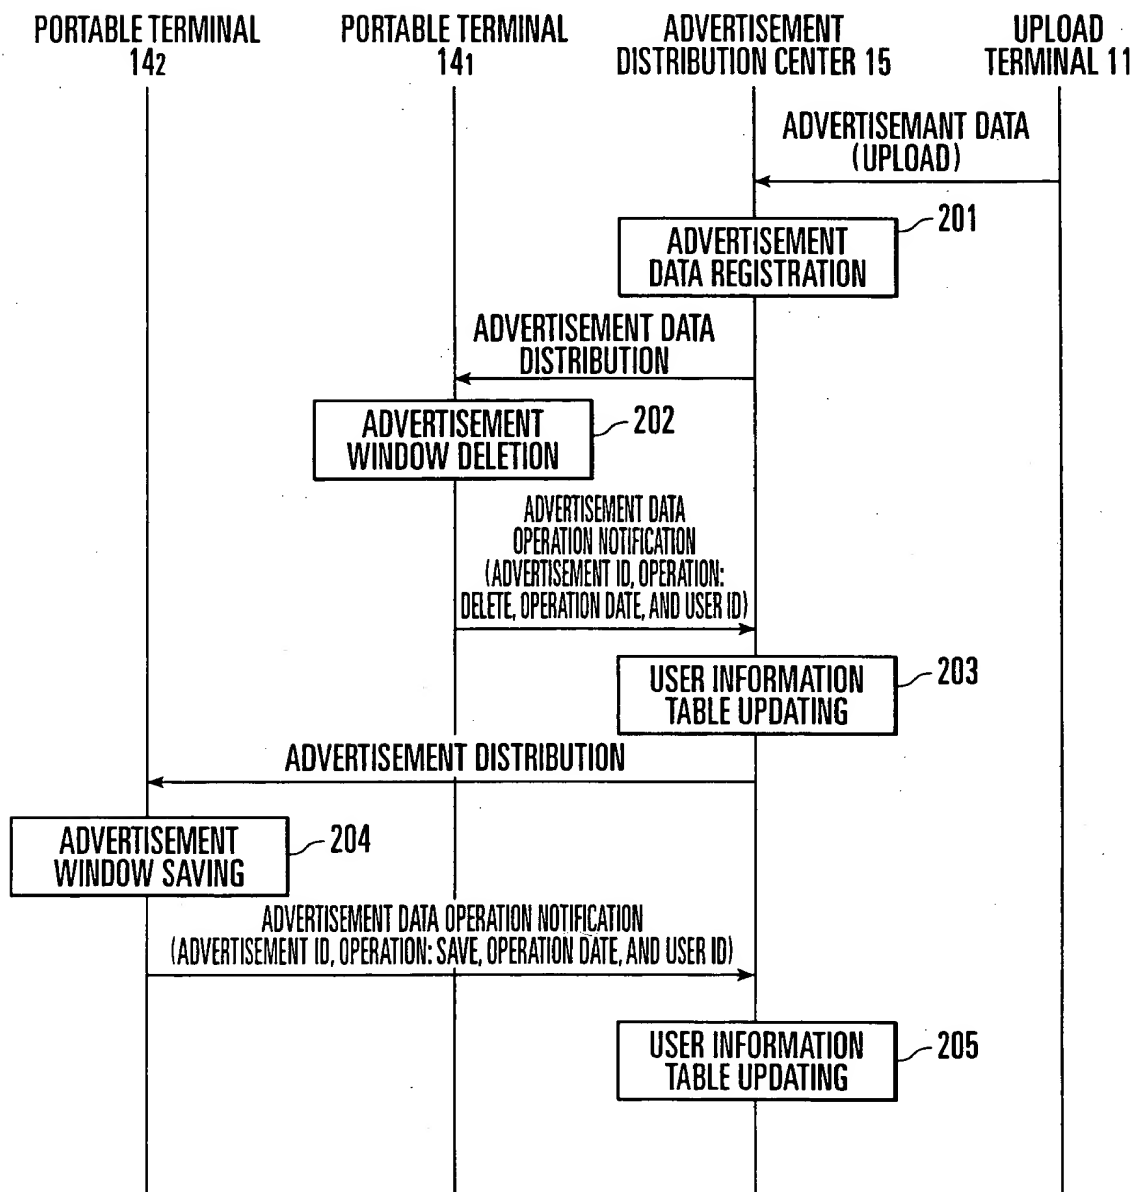 PORTABLE TERMINAL
14₂
PORTABLE TERMINAL
14₁
ADVERTISEMENT
DISTRIBUTION CENTER 15
UPLOAD
TERMINAL 11
ADVERTISEMANT DATA
(UPLOAD)
201
ADVERTISEMENT
DATA REGISTRATION
ADVERTISEMENT DATA
DISTRIBUTION
202
ADVERTISEMENT
WINDOW DELETION
ADVERTISEMENT DATA
OPERATION NOTIFICATION
(ADVERTISEMENT ID, OPERATION:
DELETE, OPERATION DATE, AND USER ID)
203
USER INFORMATION
TABLE UPDATING
ADVERTISEMENT DISTRIBUTION
204
ADVERTISEMENT
WINDOW SAVING
ADVERTISEMENT DATA OPERATION NOTIFICATION
(ADVERTISEMENT ID, OPERATION: SAVE, OPERATION DATE, AND USER ID)
205
USER INFORMATION
TABLE UPDATING